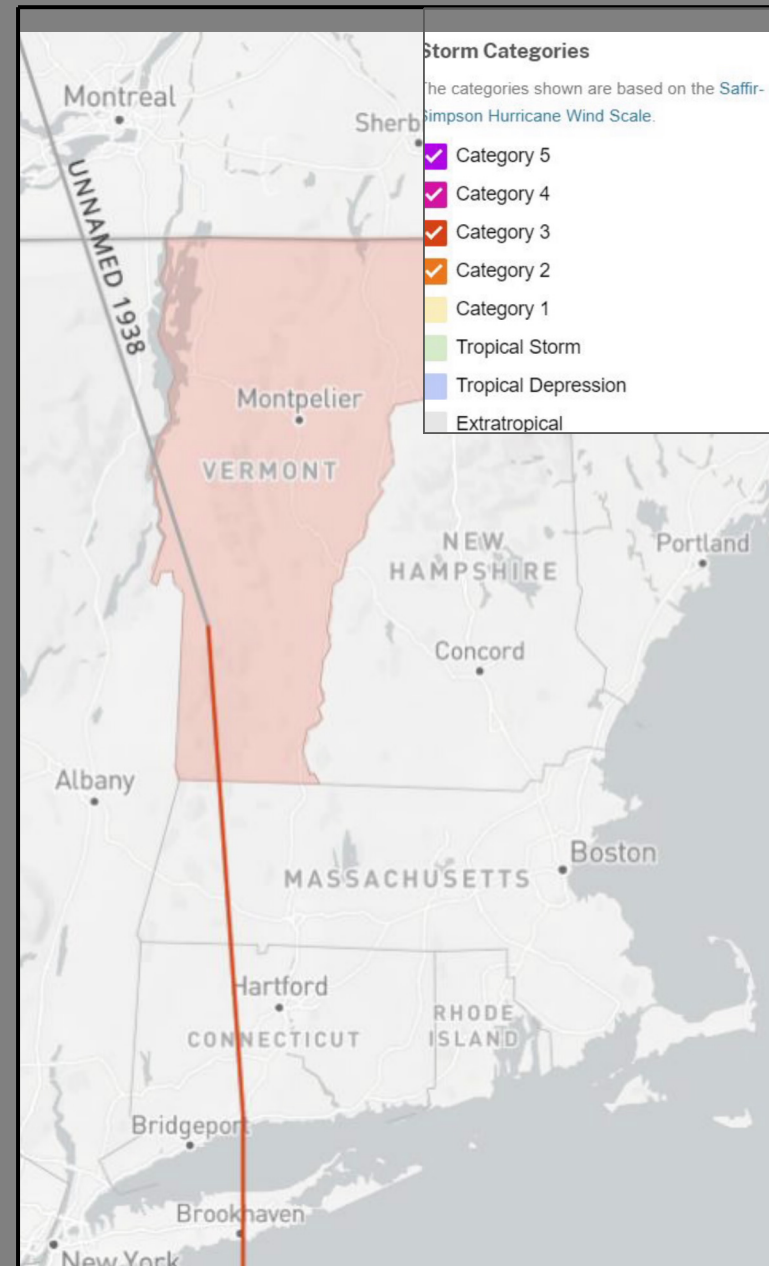 Storm Categories
The categories shown are based on the Saffir-
Simpson Hurricane Wind Scale.
Category 5
Category 4
Category 3
Category 2
Category 1
Tropical Storm
Tropical Depression
Extratropical
Montreal
Sherb
UNNAMED 1938
Montpelier
VERMONT
NEW
HAMPSHIRE
Portland
Concord
Albany
Boston
MASSACHUSETTS
Hartford
RHODE
ISLAND
CONNECTICUT
Bridgeport
Brookhaven
New York